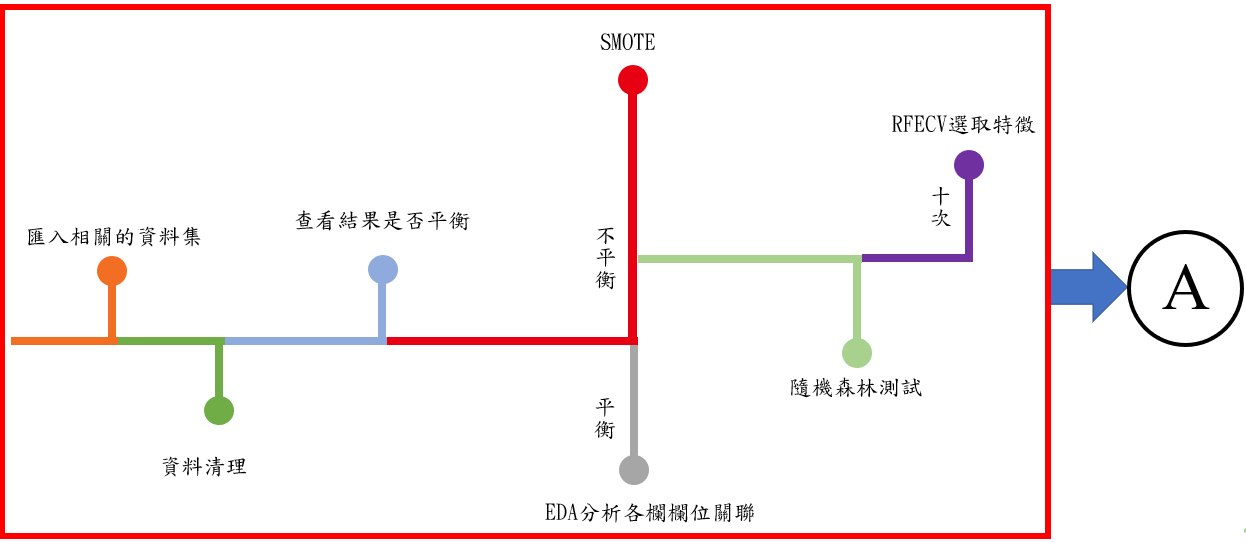 SMOTE
RFECV選取特徵
十次
查看結果是否平衡
匯入相關的資料集
不平衡
A
隨機森林測試
平衡
資料清理
EDA分析各欄欄位關聯